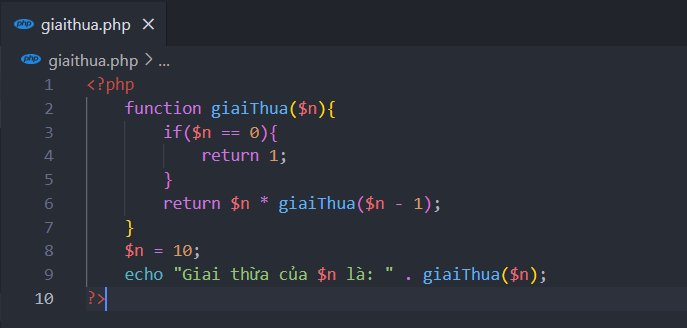 php giaithua.php ×
php giaithua.php > ...
1 <?php
2 function giaiThua($n){
3 if($n == 0){
4 return 1;
5 }
6 return $n * giaiThua($n - 1);
7 }
8 $n = 10;
9 echo "Giai thừa của $n là: " . giaiThua($n);
10 ?>